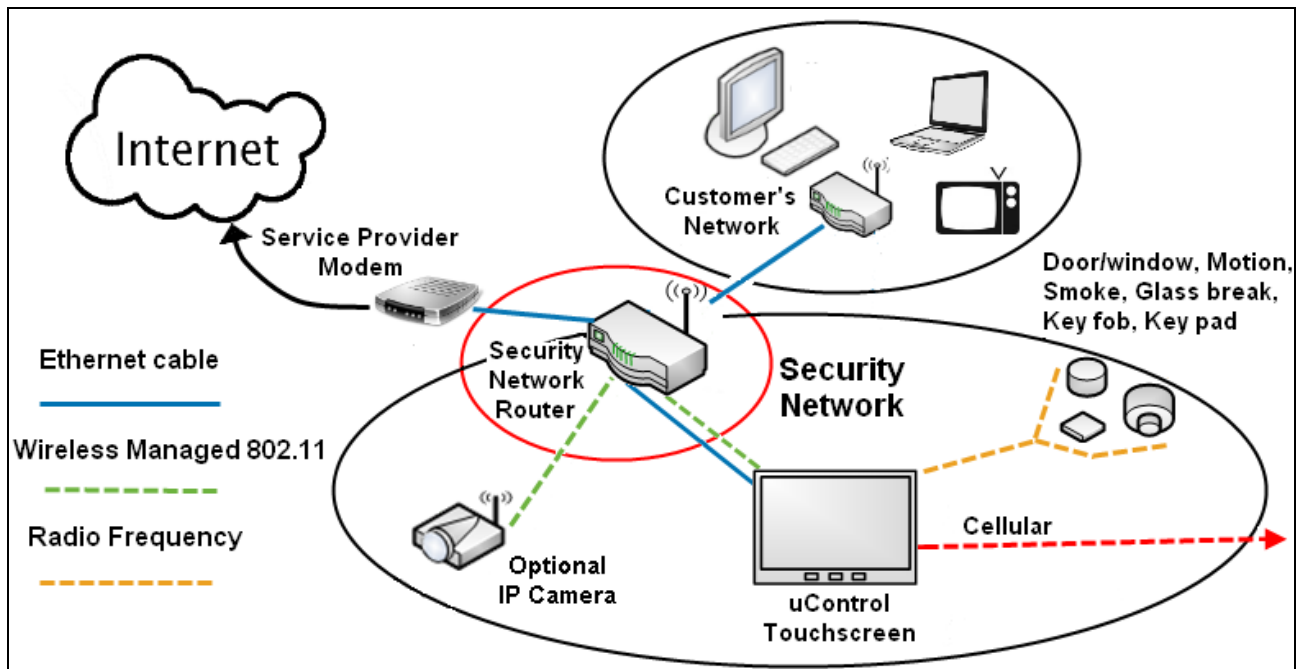 Internet
Service Provider
Modem
Customer's
Network
Door/window, Motion,
Smoke, Glass break,
Key fob, Key pad
Security
Network
Router
Security
Network
Ethernet cable
Wireless Managed 802.11
Radio Frequency
Optional
IP Camera
uControl
Touchscreen
Cellular